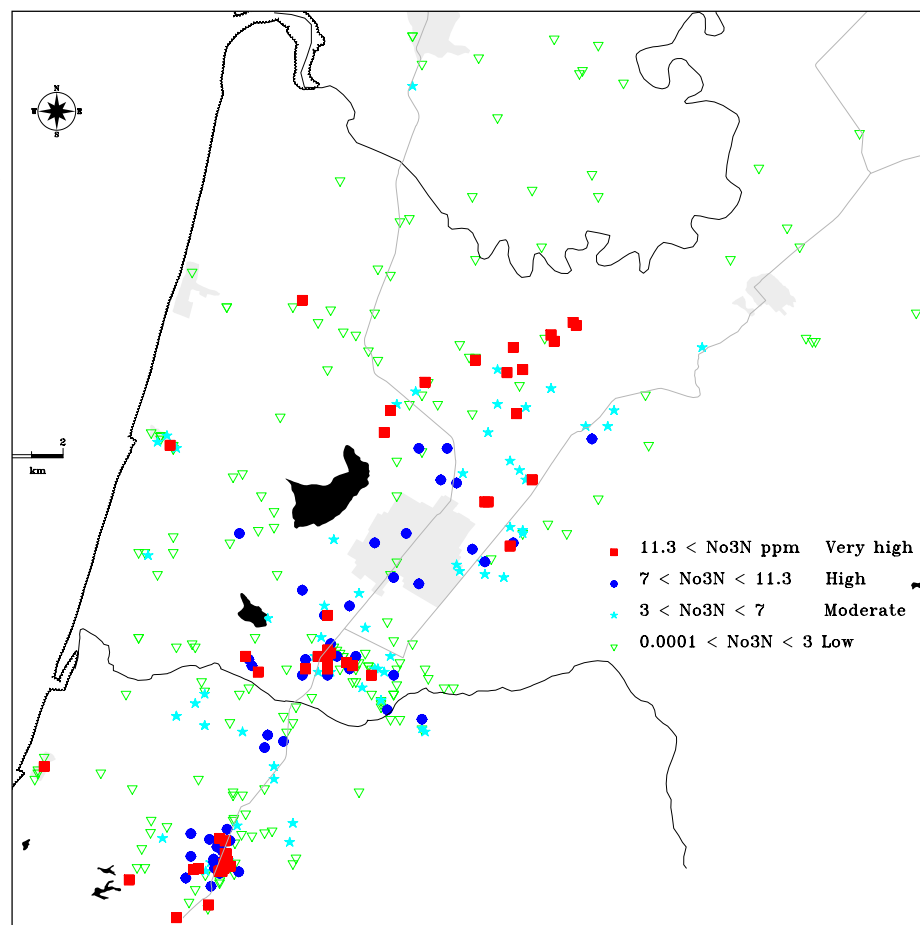 N
W E
S
2
km
11.3 < No3N ppm Very high
7 < No3N < 11.3 High
3 < No3N < 7 Moderate
0.0001 < No3N < 3 Low